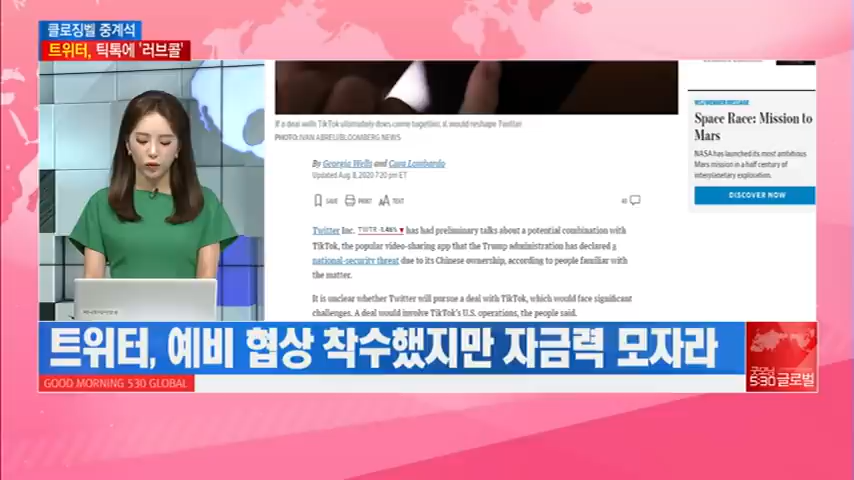 클로징벨 중계석
트위터, 틱톡에 '러브콜'
If a deal with TikTok ultimately does come together, it would reshape Twitter
PHOTO: IVAN ABREU/BLOOMBERG NEWS
By Georgia Wells and Cara Lombardo
Updated Aug. 8, 2020 7:20 pm ET
SAVE PRINT TEXT
Twitter Inc. TWTR has had preliminary talks about a potential combination with
TikTok, the popular video-sharing app that the Trump administration has declared a
national-security threat due to its Chinese ownership, according to people familiar with
the matter.
It is unclear whether Twitter will pursue a deal with TikTok, which would face significant
challenges. A deal would involve TikTok's U.S. operations, the people said.
Space Race: Mission to
Mars
NASA has launched its most ambitious
Mars mission in a half century of
interplanetary exploration.
DISCOVER NOW
트위터, 예비 협상 착수했지만 자금력 모자라
GOOD MORNING 530 GLOBAL
굿모닝
5:30 글로벌